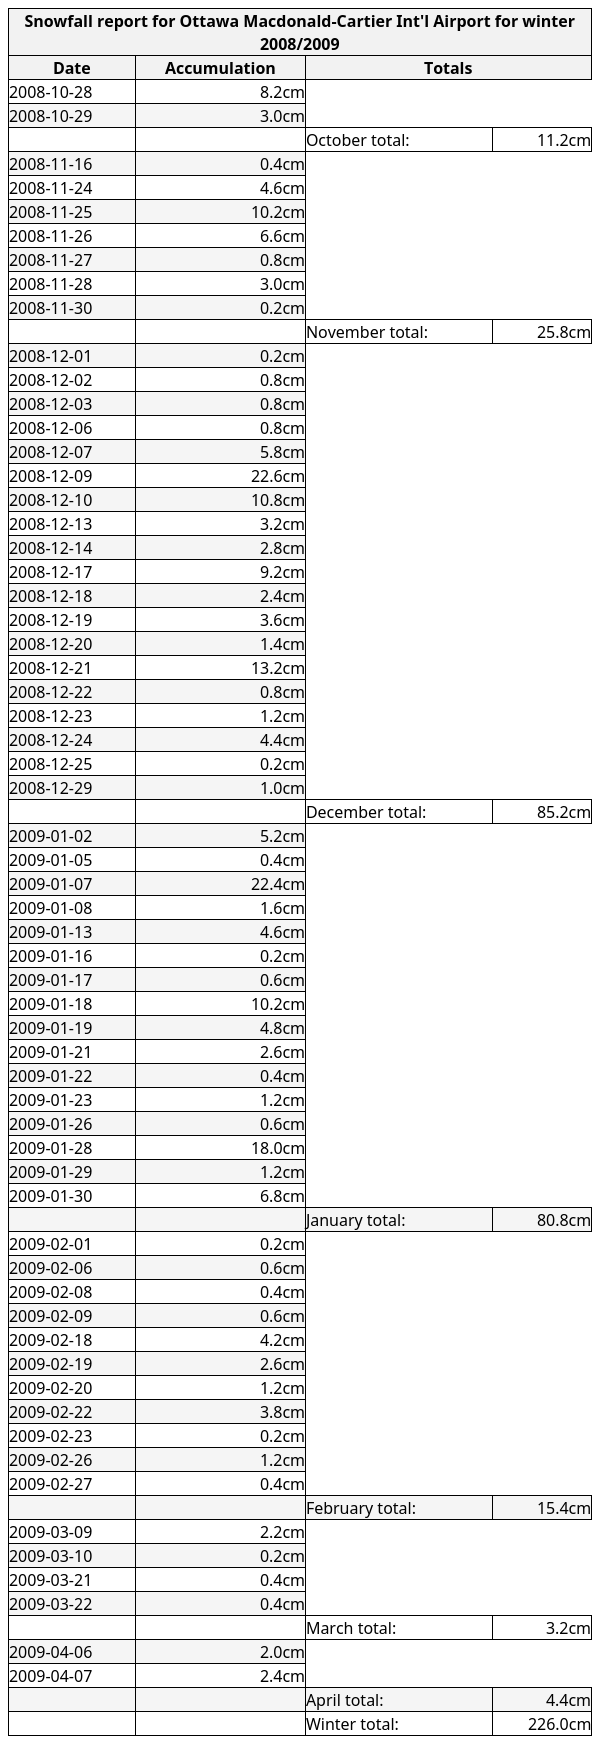 Snowfall report for Ottawa Macdonald-Cartier Int'l Airport for winter
2008/2009
Date Accumulation Totals
2008-10-28 8.2cm
2008-10-29 3.0cm
October total: 11.2cm
2008-11-16 0.4cm
2008-11-24 4.6cm
2008-11-25 10.2cm
2008-11-26 6.6cm
2008-11-27 0.8cm
2008-11-28 3.0cm
2008-11-30 0.2cm
November total: 25.8cm
2008-12-01 0.2cm
2008-12-02 0.8cm
2008-12-03 0.8cm
2008-12-06 0.8cm
2008-12-07 5.8cm
2008-12-09 22.6cm
2008-12-10 10.8cm
2008-12-13 3.2cm
2008-12-14 2.8cm
2008-12-17 9.2cm
2008-12-18 2.4cm
2008-12-19 3.6cm
2008-12-20 1.4cm
2008-12-21 13.2cm
2008-12-22 0.8cm
2008-12-23 1.2cm
2008-12-24 4.4cm
2008-12-25 0.2cm
2008-12-29 1.0cm
December total: 85.2cm
2009-01-02 5.2cm
2009-01-05 0.4cm
2009-01-07 22.4cm
2009-01-08 1.6cm
2009-01-13 4.6cm
2009-01-16 0.2cm
2009-01-17 0.6cm
2009-01-18 10.2cm
2009-01-19 4.8cm
2009-01-21 2.6cm
2009-01-22 0.4cm
2009-01-23 1.2cm
2009-01-26 0.6cm
2009-01-28 18.0cm
2009-01-29 1.2cm
2009-01-30 6.8cm
January total: 80.8cm
2009-02-01 0.2cm
2009-02-06 0.6cm
2009-02-08 0.4cm
2009-02-09 0.6cm
2009-02-18 4.2cm
2009-02-19 2.6cm
2009-02-20 1.2cm
2009-02-22 3.8cm
2009-02-23 0.2cm
2009-02-26 1.2cm
2009-02-27 0.4cm
February total: 15.4cm
2009-03-09 2.2cm
2009-03-10 0.2cm
2009-03-21 0.4cm
2009-03-22 0.4cm
March total: 3.2cm
2009-04-06 2.0cm
2009-04-07 2.4cm
April total: 4.4cm
Winter total: 226.0cm